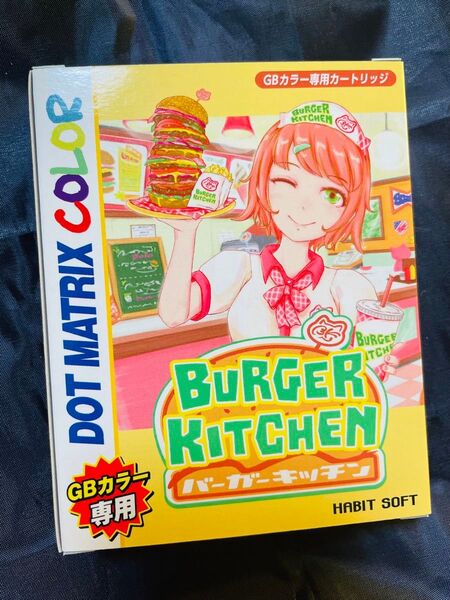 GBカラー専用カートリッジ
DOT MATRIX COLOR
BURGER
KITCHEN
BURGER
KITCHEN
BURGER
KITCHEN
バーガーキッチン
GBカラー
専用
HABIT SOFT